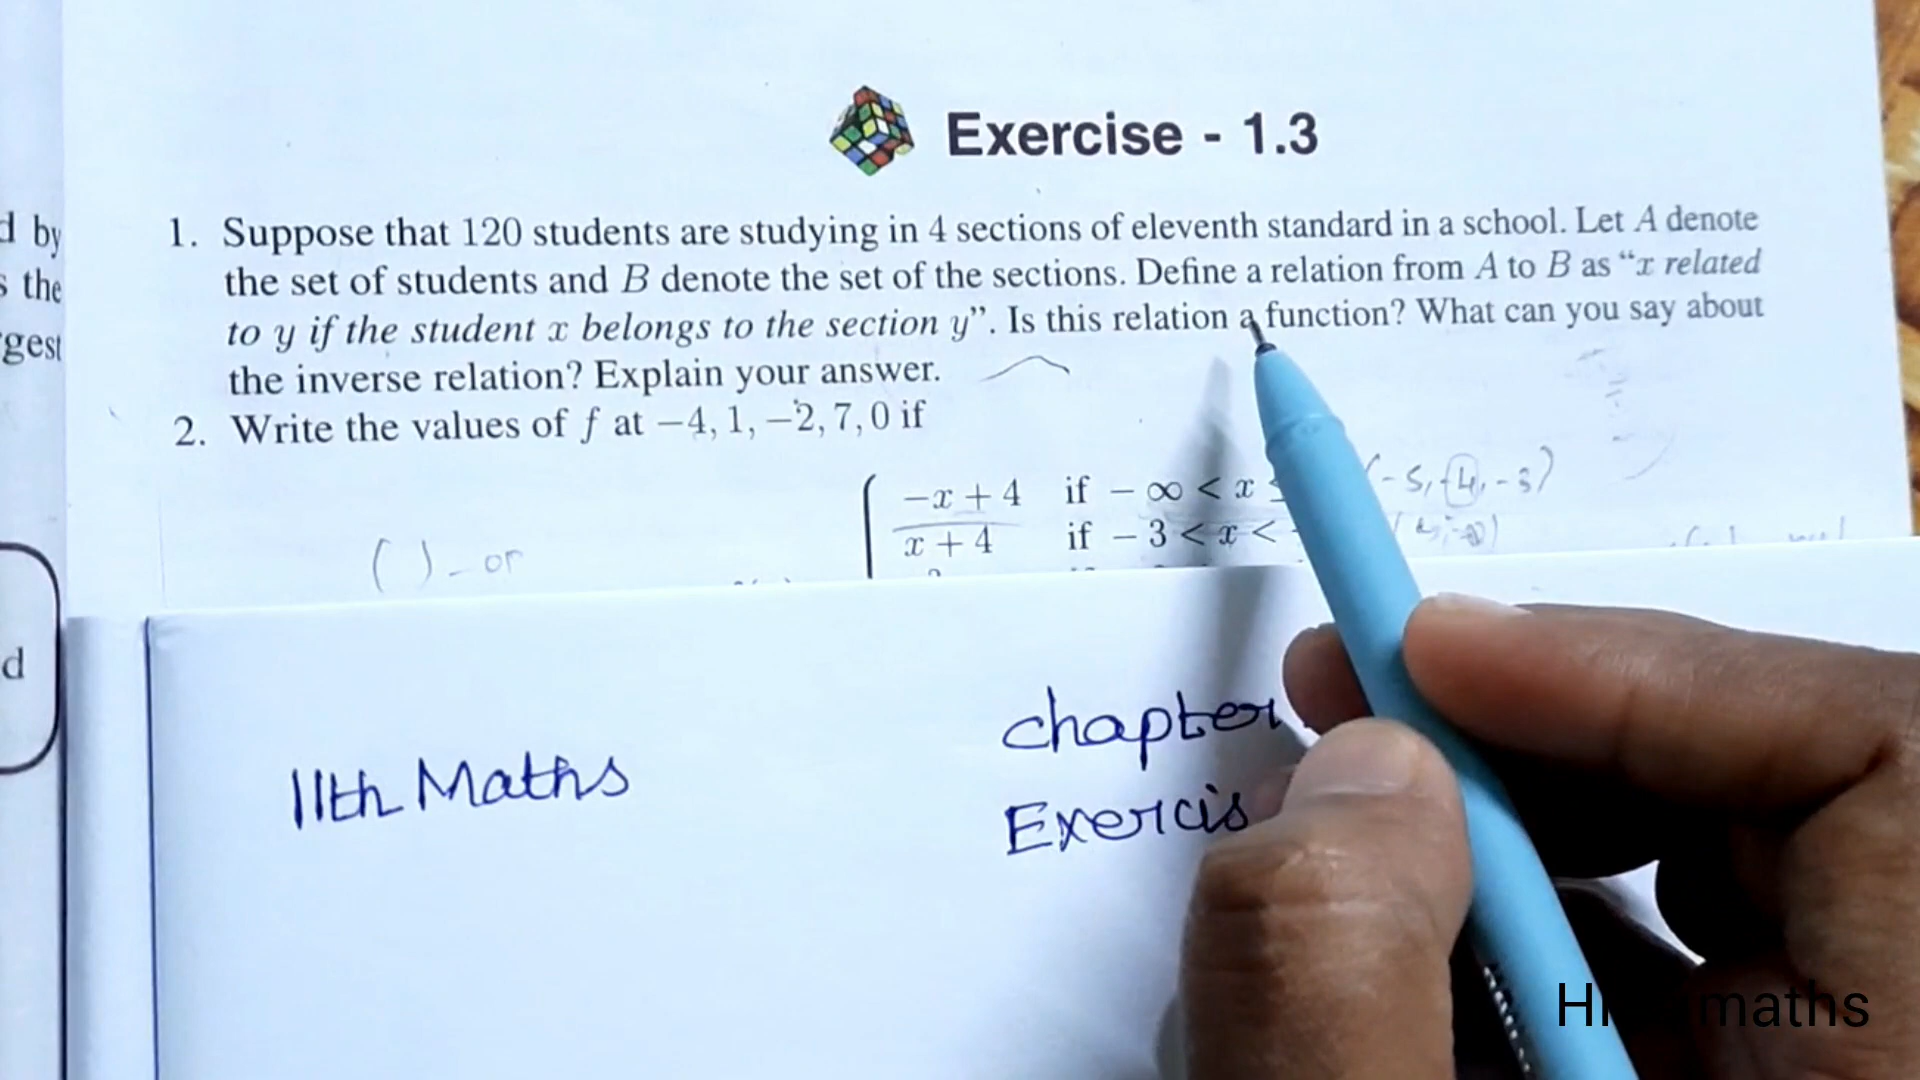 Exercise - 1.3
d by
s the
gest
d
1. Suppose that 120 students are studying in 4 sections of eleventh standard in a school. Let A denote
the set of students and B denote the set of the sections. Define a relation from A to B as “x related
to y if the student x belongs to the section y”. Is this relation a function? What can you say about
the inverse relation? Explain your answer.
2. Write the values of f at −4, 1, −2, 7, 0 if
−x + 4 if − ∞ < x
x + 4 if − 3 < x <
(-5, -4, -3)
( ) - or
chapter
11th Maths
Exercis
maths